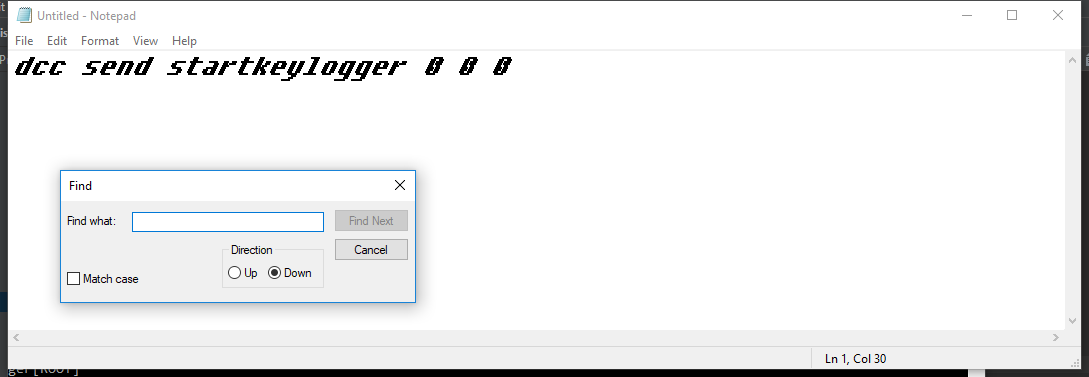 Untitled - Notepad
File Edit Format View Help
dcc send startkeylogger 0 0 0
Find
Find what:
Find Next
Direction
Cancel
Up Down
Match case
Ln 1, Col 30